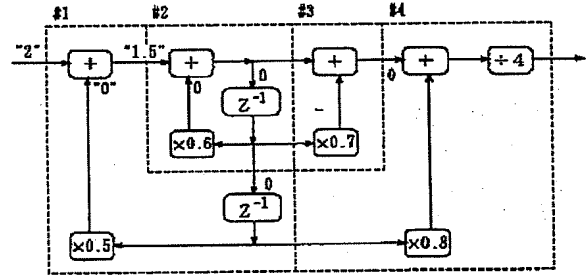 #1 #2 #3 #4
"2" + "1.5" + + 0 + ÷4
"0" 0 0
Z⁻¹
×0.6 − ×0.7
0
Z⁻¹
×0.5 ×0.8